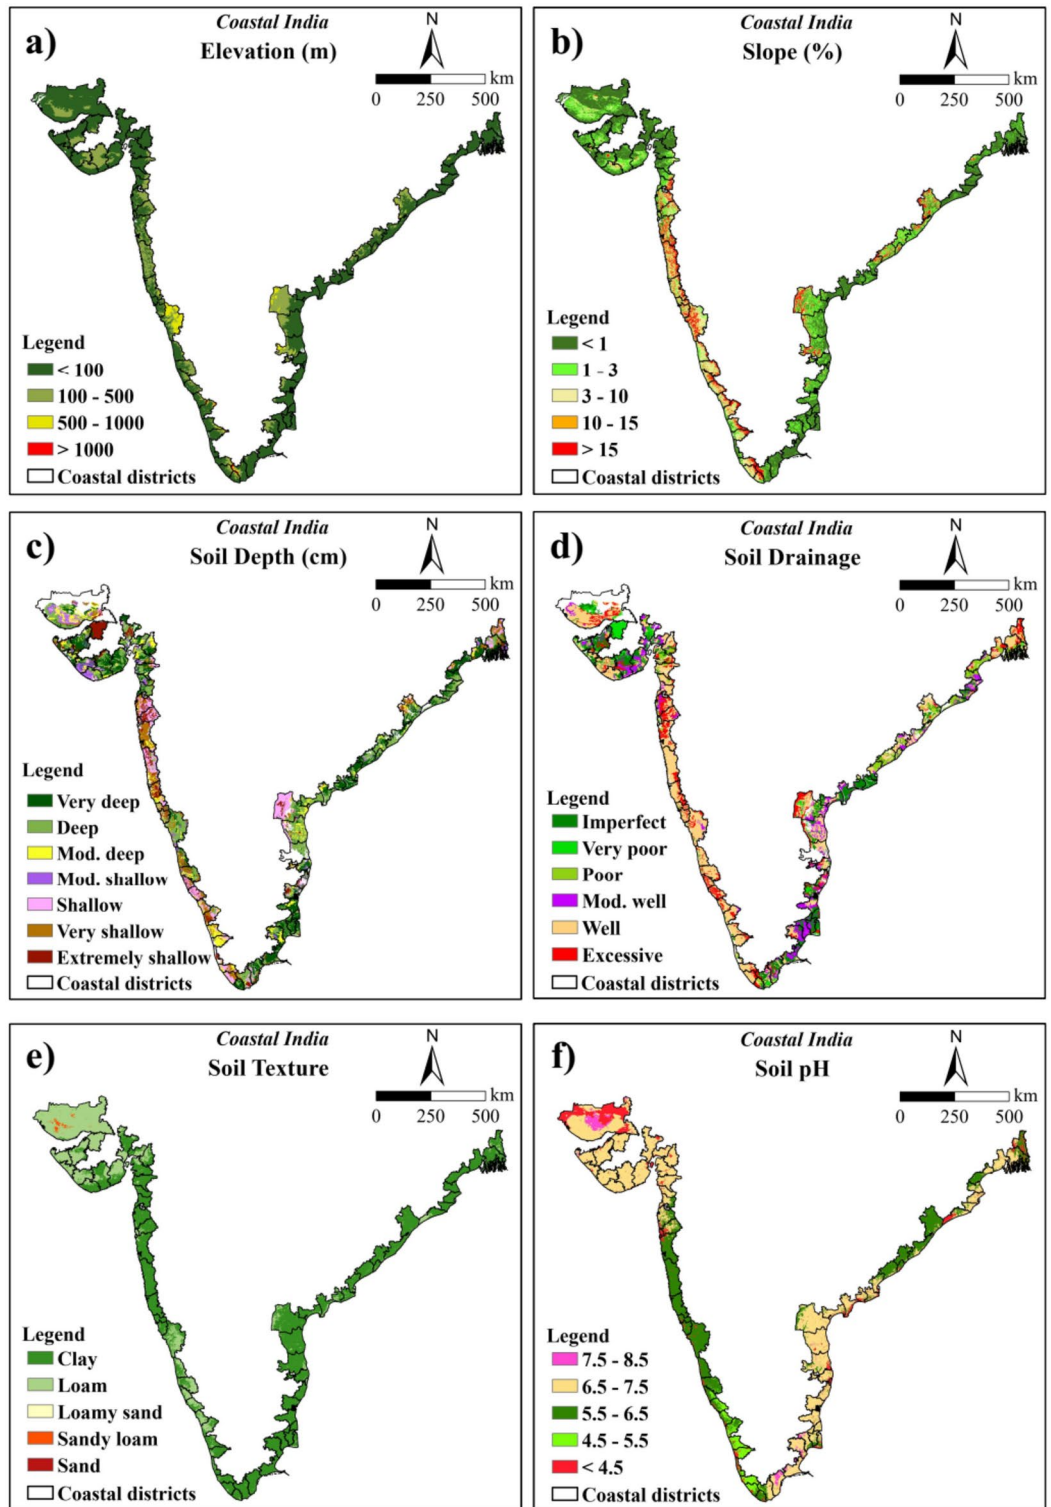 Coastal India
a) Elevation (m)
N
km
0 250 500
Legend
< 100
100 - 500
500 - 1000
> 1000
Coastal districts
Coastal India
b) Slope (%)
N
km
0 250 500
Legend
< 1
1 - 3
3 - 10
10 - 15
> 15
Coastal districts
Coastal India
c) Soil Depth (cm)
N
km
0 250 500
Legend
Very deep
Deep
Mod. deep
Mod. shallow
Shallow
Very shallow
Extremely shallow
Coastal districts
Coastal India
d) Soil Drainage
N
km
0 250 500
Legend
Imperfect
Very poor
Poor
Mod. well
Well
Excessive
Coastal districts
Coastal India
e) Soil Texture
N
km
0 250 500
Legend
Clay
Loam
Loamy sand
Sandy loam
Sand
Coastal districts
Coastal India
f) Soil pH
N
km
0 250 500
Legend
7.5 - 8.5
6.5 - 7.5
5.5 - 6.5
4.5 - 5.5
< 4.5
Coastal districts